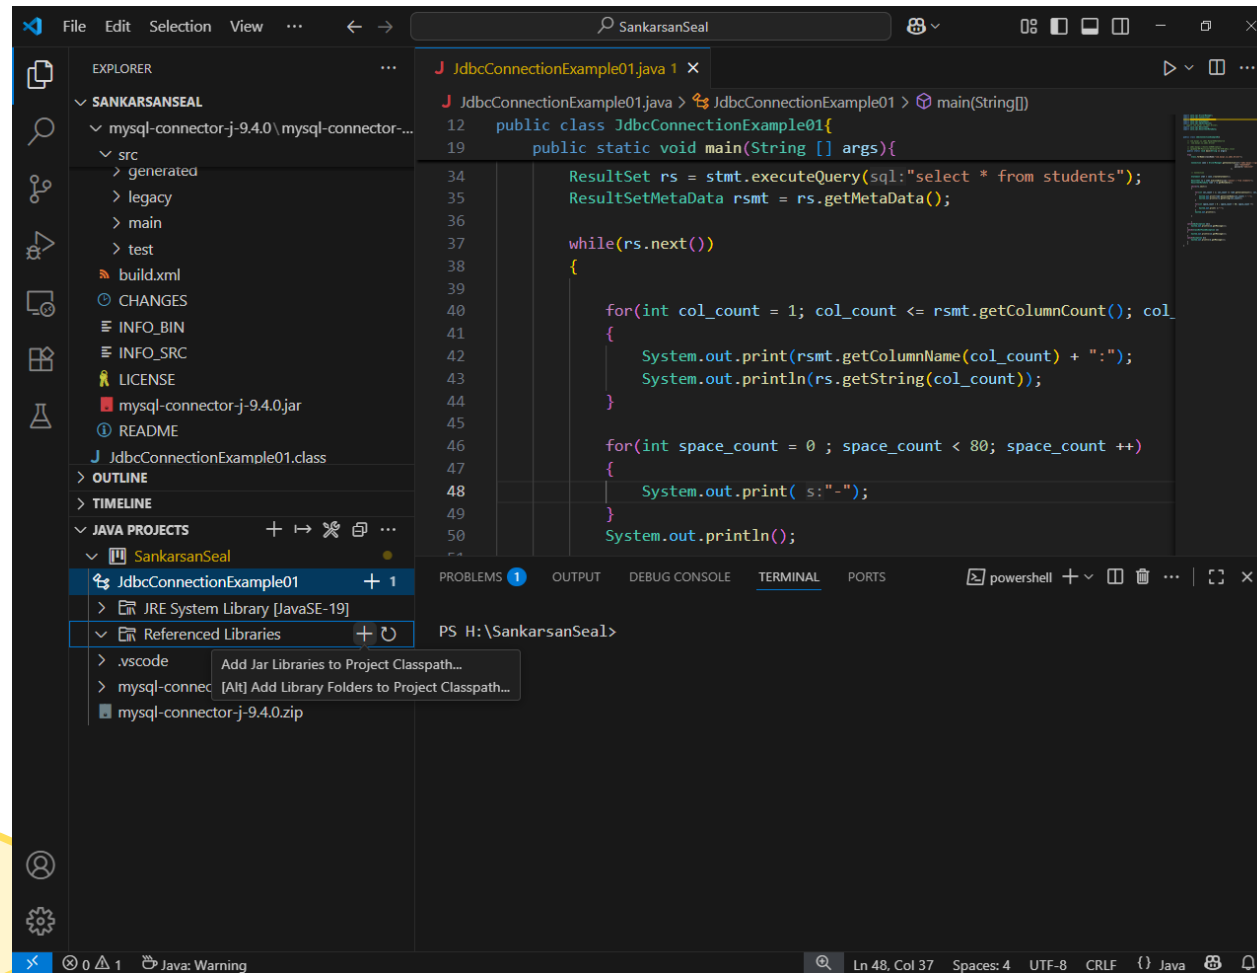 File Edit Selection View ··· SankarsanSeal
EXPLORER ···
SANKARSANSEAL
mysql-connector-j-9.4.0\mysql-connector-...
src
generated
legacy
main
test
build.xml
CHANGES
INFO_BIN
INFO_SRC
LICENSE
mysql-connector-j-9.4.0.jar
README
JdbcConnectionExample01.class
OUTLINE
TIMELINE
JAVA PROJECTS
SankarsanSeal
JdbcConnectionExample01 1
JRE System Library [JavaSE-19]
Referenced Libraries
.vscode
mysql-connec
mysql-connector-j-9.4.0.zip
Add Jar Libraries to Project Classpath...
[Alt] Add Library Folders to Project Classpath...
J JdbcConnectionExample01.java 1
J JdbcConnectionExample01.java > JdbcConnectionExample01 > main(String[])
12 public class JdbcConnectionExample01{
19 public static void main(String [] args){
34 ResultSet rs = stmt.executeQuery(sql:"select * from students");
35 ResultSetMetaData rsmt = rs.getMetaData();
36
37 while(rs.next())
38 {
39
40 for(int col_count = 1; col_count <= rsmt.getColumnCount(); col_
41 {
42 System.out.print(rsmt.getColumnName(col_count) + ":");
43 System.out.println(rs.getString(col_count));
44 }
45
46 for(int space_count = 0 ; space_count < 80; space_count ++)
47 {
48 System.out.print( s:"-");
49 }
50 System.out.println();
PROBLEMS 1 OUTPUT DEBUG CONSOLE TERMINAL PORTS powershell
PS H:\SankarsanSeal>
0 1 Java: Warning Ln 48, Col 37 Spaces: 4 UTF-8 CRLF {} Java